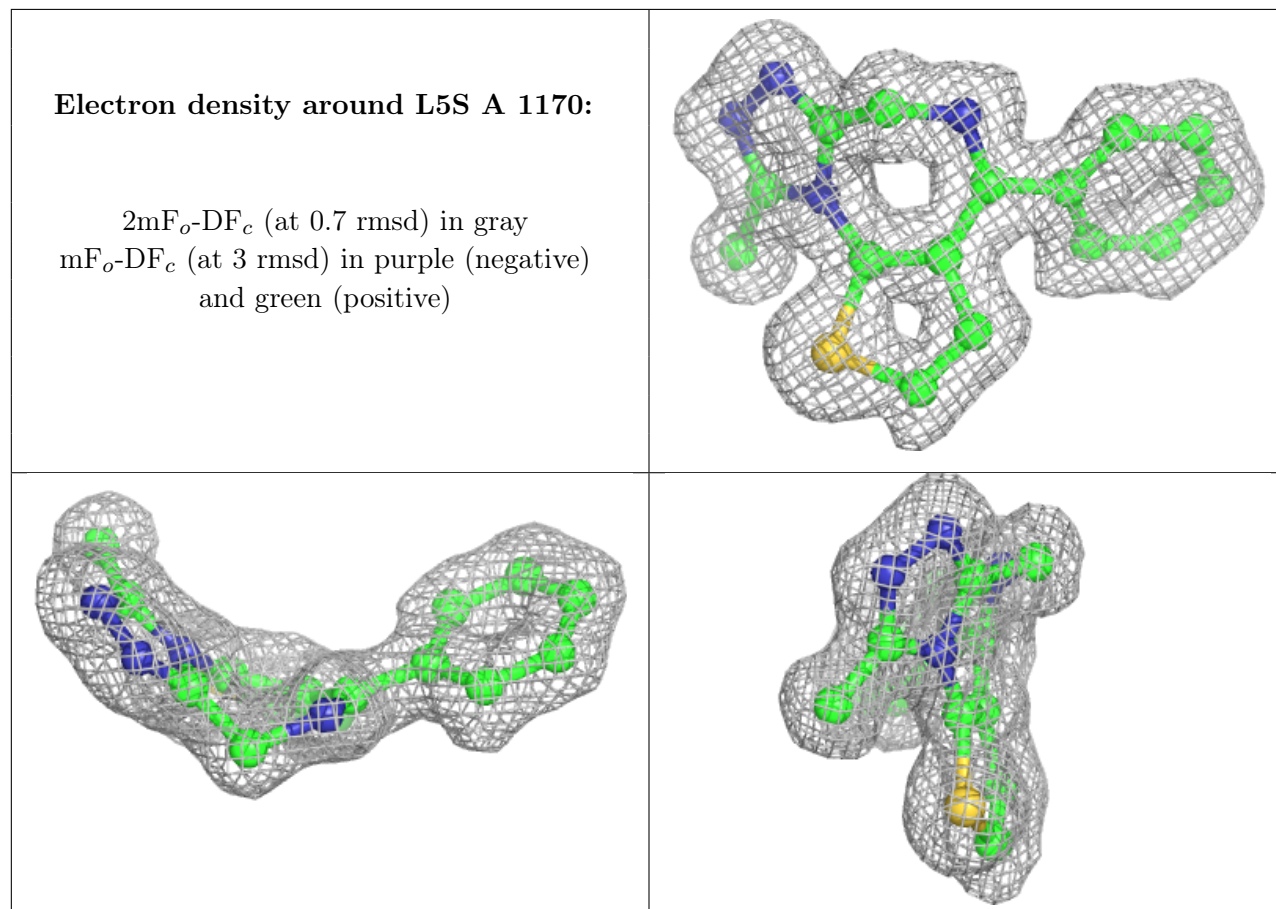 Electron density around L5S A 1170:
2mFo-DFc (at 0.7 rmsd) in gray
mFo-DFc (at 3 rmsd) in purple (negative)
and green (positive)